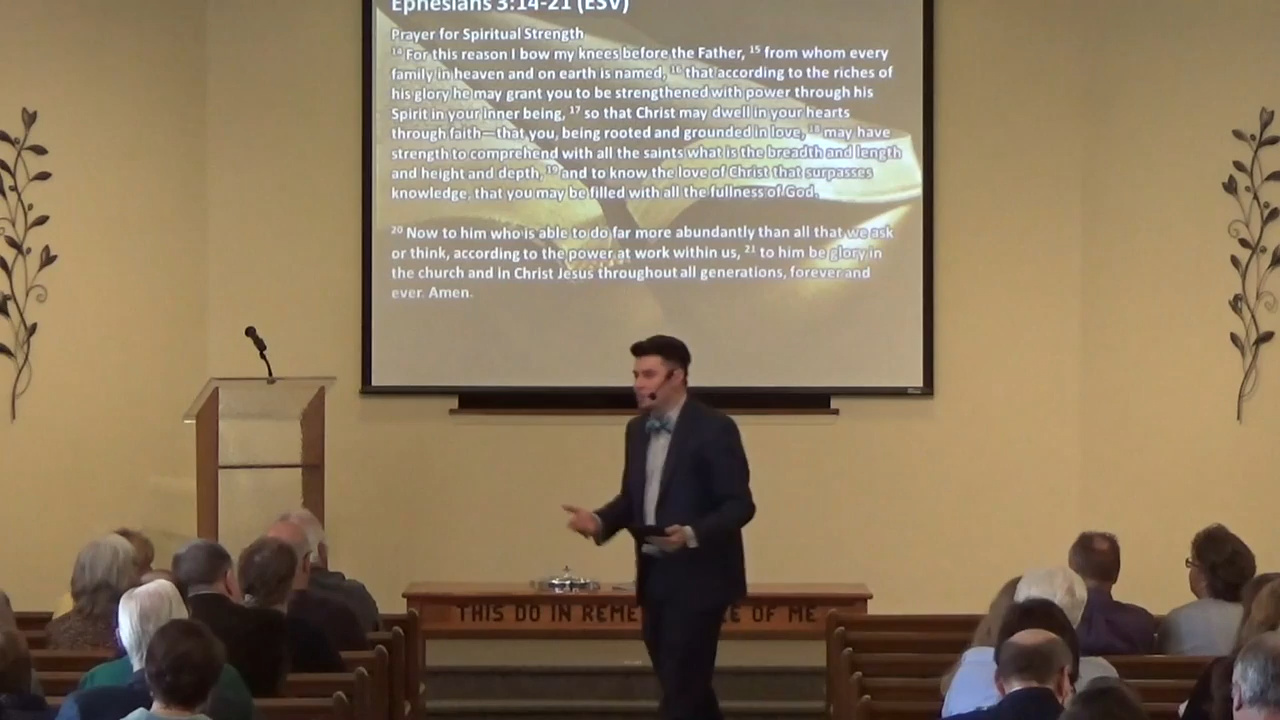 Ephesians 3:14-21 (ESV)
Prayer for Spiritual Strength
14 For this reason I bow my knees before the Father, 15 from whom every
family in heaven and on earth is named, 16 that according to the riches of
his glory he may grant you to be strengthened with power through his
Spirit in your inner being, 17 so that Christ may dwell in your hearts
through faith—that you, being rooted and grounded in love, 18 may have
strength to comprehend with all the saints what is the breadth and length
and height and depth, 19 and to know the love of Christ that surpasses
knowledge, that you may be filled with all the fullness of God.
20 Now to him who is able to do far more abundantly than all that we ask
or think, according to the power at work within us, 21 to him be glory in
the church and in Christ Jesus throughout all generations, forever and
ever. Amen.
THIS DO IN REME CE OF ME